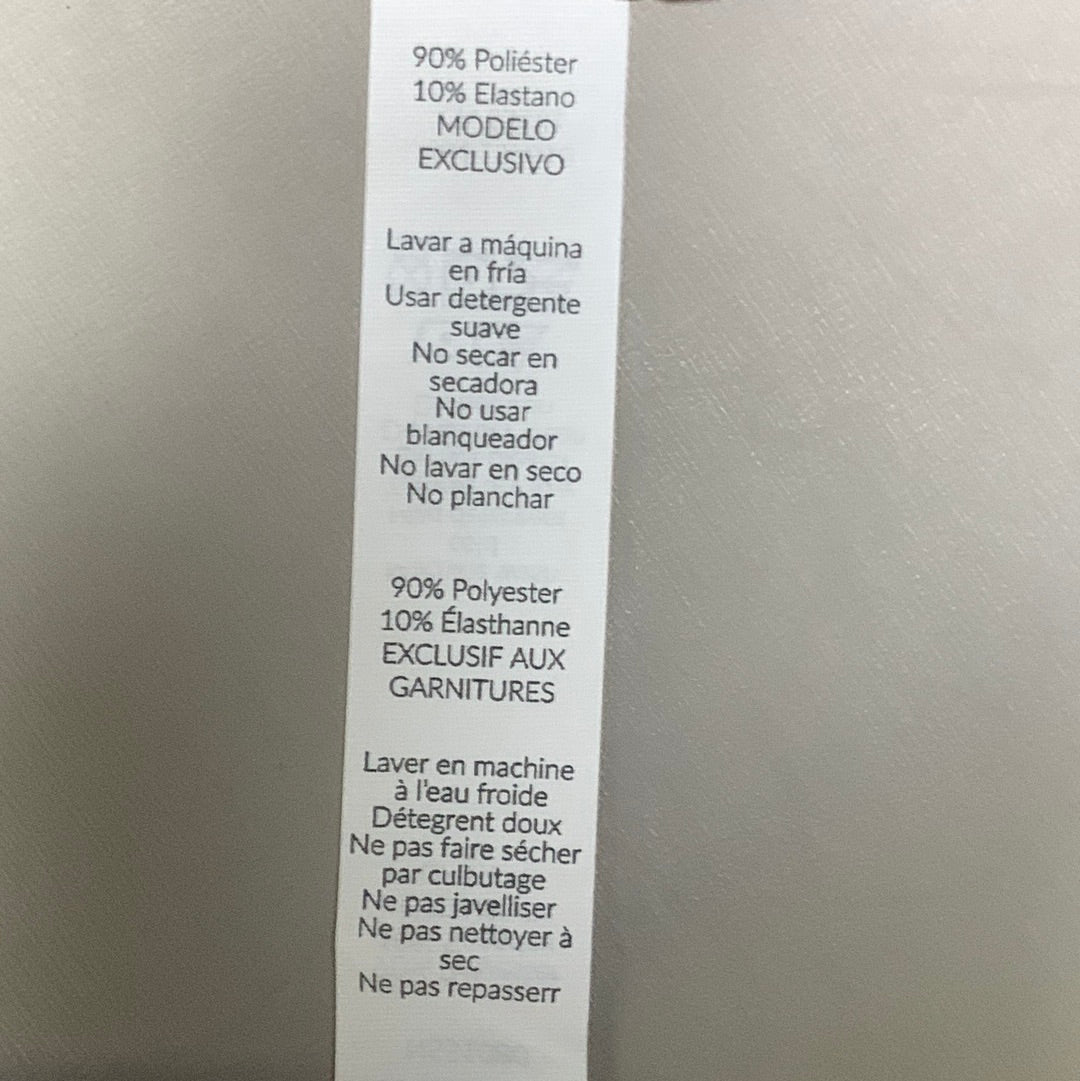 90% Poliéster
10% Elastano
MODELO
EXCLUSIVO
Lavar a máquina
en fría
Usar detergente
suave
No secar en
secadora
No usar
blanqueador
No lavar en seco
No planchar
90% Polyester
10% Élasthanne
EXCLUSIF AUX
GARNITURES
Laver en machine
à l'eau froide
Détegrent doux
Ne pas faire sécher
par culbutage
Ne pas javelliser
Ne pas nettoyer à
sec
Ne pas repasserr